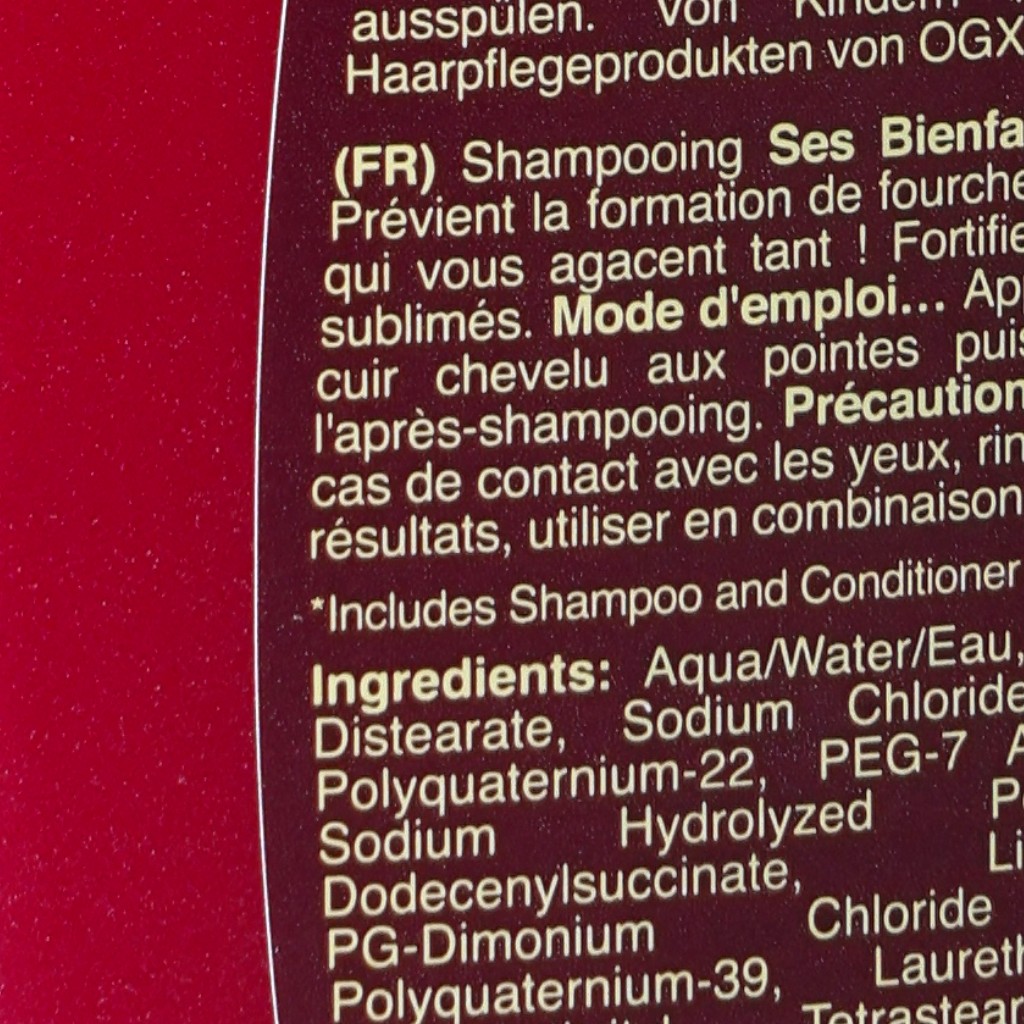 ausspülen. Von Kindern
Haarpflegeprodukten von OGX
(FR) Shampooing Ses Bienfa
Prévient la formation de fourche
qui vous agacent tant ! Fortifie
sublimés. Mode d'emploi... Ap
cuir chevelu aux pointes puis
l'après-shampooing. Précaution
cas de contact avec les yeux, rin
résultats, utiliser en combinaison
*Includes Shampoo and Conditioner
Ingredients: Aqua/Water/Eau,
Distearate, Sodium Chloride
Polyquaternium-22, PEG-7 A
Sodium Hydrolyzed P
Dodecenylsuccinate, Li
PG-Dimonium Chloride
Polyquaternium-39, Laureth
Tetrastear